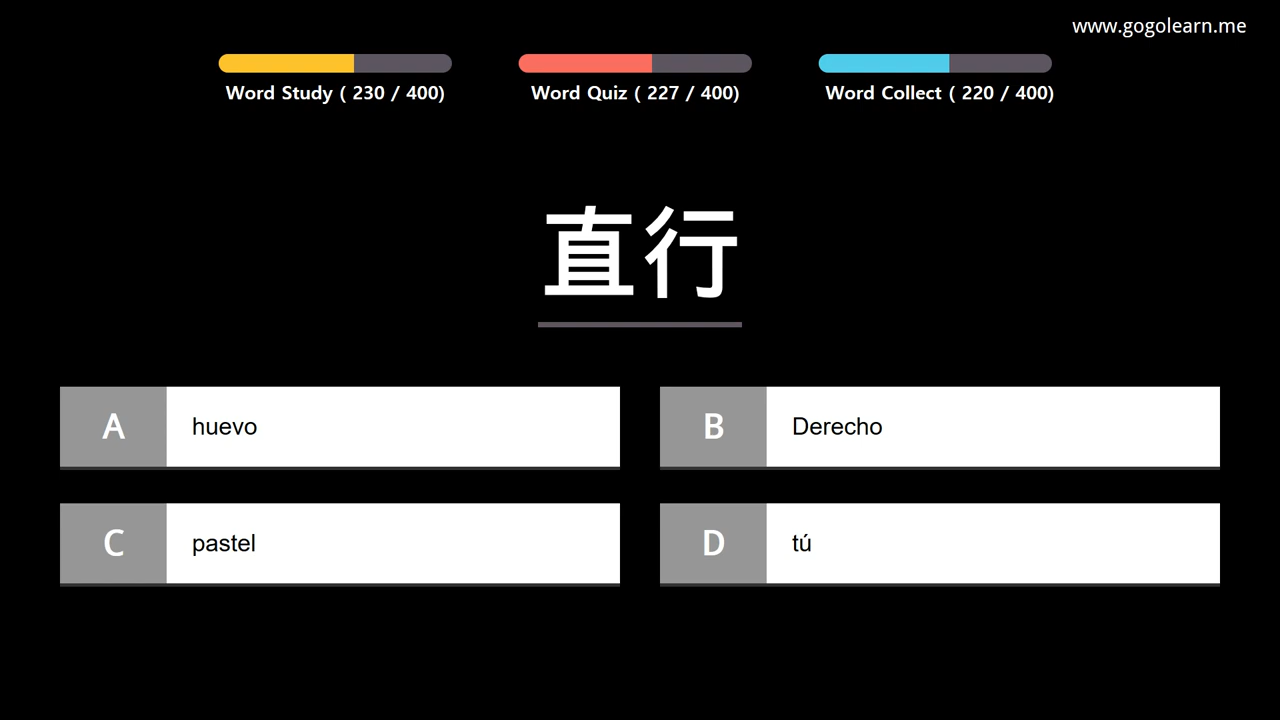 www.gogolearn.me
Word Study ( 230 / 400)
Word Quiz ( 227 / 400)
Word Collect ( 220 / 400)
直行
A huevo
B Derecho
C pastel
D tú